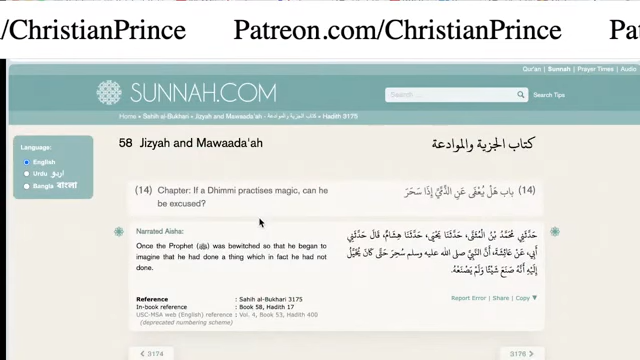 /ChristianPrince Patreon.com/ChristianPrince Pa
Qur'an | Sunnah | Prayer Times | Audio
SUNNAH.COM
Search ...
Search Tips
Home » Sahih al-Bukhari » Jizyah and Mawaada'ah - كتاب الجزية والموادعة » Hadith 3175
Language:
English
Urdu اردو
Bangla বাংলা
58 Jizyah and Mawaada'ah
كتاب الجزية والموادعة
(14) Chapter: If a Dhimmi practises magic, can he
be excused?
(14) باب هَلْ يُعْفَى عَنِ الذِّمِّيِّ إِذَا سَحَرَ
Narrated Aisha:
Once the Prophet (ﷺ) was bewitched so that he began to
imagine that he had done a thing which in fact he had not
done.
حَدَّثَنِي مُحَمَّدُ بْنُ الْمُثَنَّى، حَدَّثَنَا يَحْيَى، حَدَّثَنَا هِشَامٌ، قَالَ حَدَّثَنِي
أَبِي، عَنْ عَائِشَةَ، أَنَّ النَّبِيَّ صلى الله عليه وسلم سُحِرَ حَتَّى كَانَ يُخَيَّلُ
إِلَيْهِ أَنَّهُ صَنَعَ شَيْئًا وَلَمْ يَصْنَعْهُ.
Reference : Sahih al-Bukhari 3175
In-book reference : Book 58, Hadith 17
USC-MSA web (English) reference : Vol. 4, Book 53, Hadith 400
(deprecated numbering scheme)
Report Error | Share | Copy ▼
3174
3176